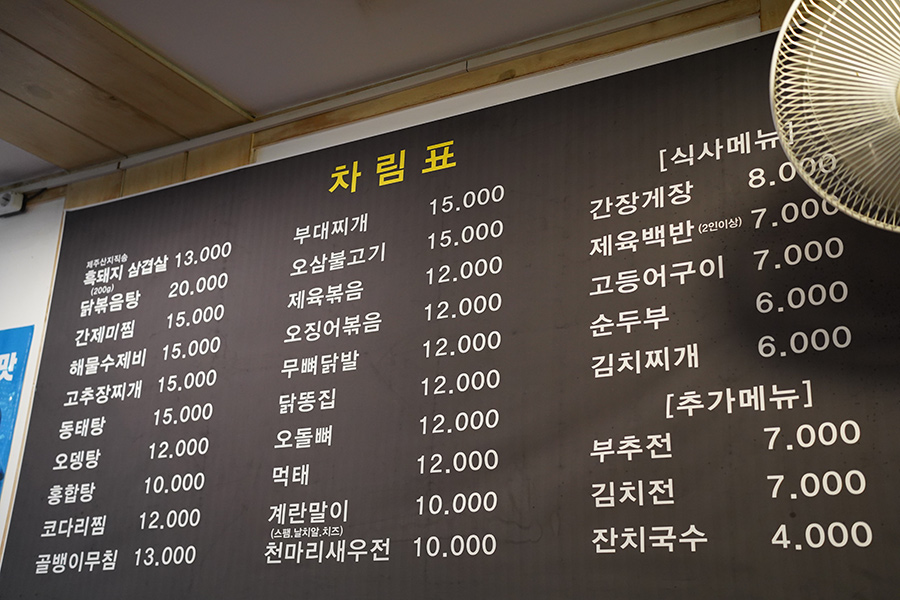 차림표
제주산지직송
흑돼지 삼겹살 13.000
(200g)
닭볶음탕 20.000
간제미찜 15.000
해물수제비 15.000
고추장찌개 15.000
동태탕 15.000
오뎅탕 12.000
홍합탕 10.000
코다리찜 12.000
골뱅이무침 13.000
부대찌개 15.000
오삼불고기 15.000
제육볶음 12.000
오징어볶음 12.000
무뼈닭발 12.000
닭똥집 12.000
오돌뼈 12.000
먹태 12.000
계란말이 10.000
(스팸,날치알,치즈)
천마리새우전 10.000
[식사메뉴]
간장게장 8.000
제육백반 (2인이상) 7.000
고등어구이 7.000
순두부 6.000
김치찌개 6.000
[추가메뉴]
부추전 7.000
김치전 7.000
잔치국수 4.000
맛